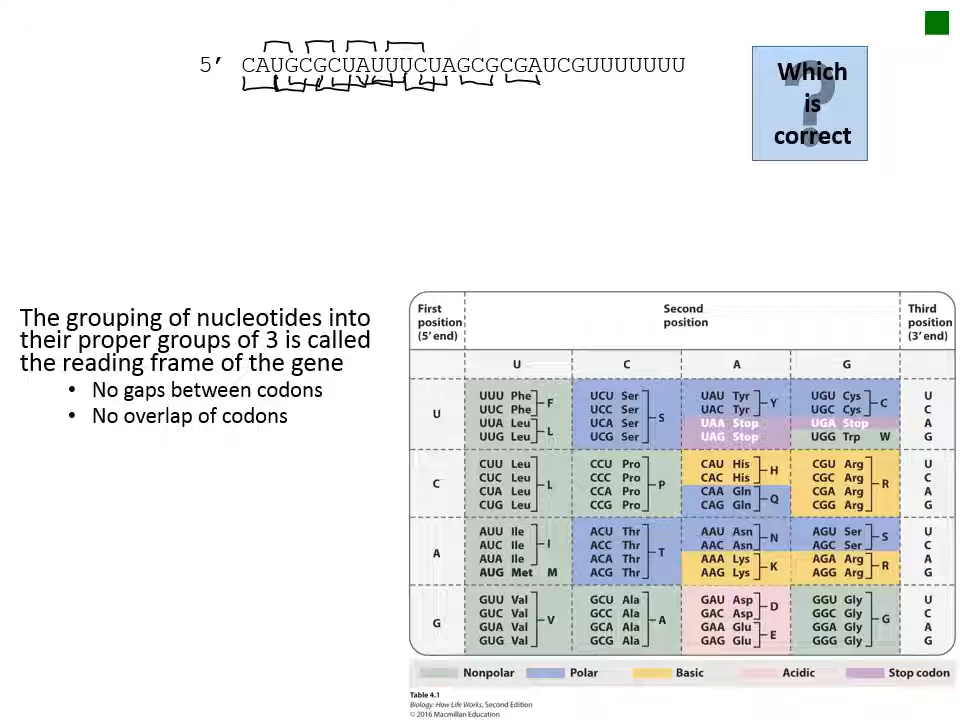 5’ CAUGCGCUAUUUCUAGCGCGAUCGUUUUUUU
?
Which
is
correct
The grouping of nucleotides into
their proper groups of 3 is called
the reading frame of the gene
• No gaps between codons
• No overlap of codons
First position (5’ end) Second position Third position (3’ end)
U C A G
U
UUU Phe F UCU Ser S UAU Tyr Y UGU Cys C U
UUC Phe UCC Ser UAC Tyr UGC Cys C
UUA Leu L UCA Ser UAA Stop UGA Stop A
UUG Leu UCG Ser UAG Stop UGG Trp W G
C
CUU Leu L CCU Pro P CAU His H CGU Arg R U
CUC Leu CCC Pro CAC His CGC Arg C
CUA Leu CCA Pro CAA Gln Q CGA Arg A
CUG Leu CCG Pro CAG Gln CGG Arg G
A
AUU Ile I ACU Thr T AAU Asn N AGU Ser S U
AUC Ile ACC Thr AAC Asn AGC Ser C
AUA Ile ACA Thr AAA Lys K AGA Arg R A
AUG Met M ACG Thr AAG Lys AGG Arg G
G
GUU Val V GCU Ala A GAU Asp D GGU Gly G U
GUC Val GCC Ala GAC Asp GGC Gly C
GUA Val GCA Ala GAA Glu E GGA Gly A
GUG Val GCG Ala GAG Glu GGG Gly G
Nonpolar Polar Basic Acidic Stop codon
Table 4.1
Biology: How Life Works, Second Edition
© 2016 Macmillan Education